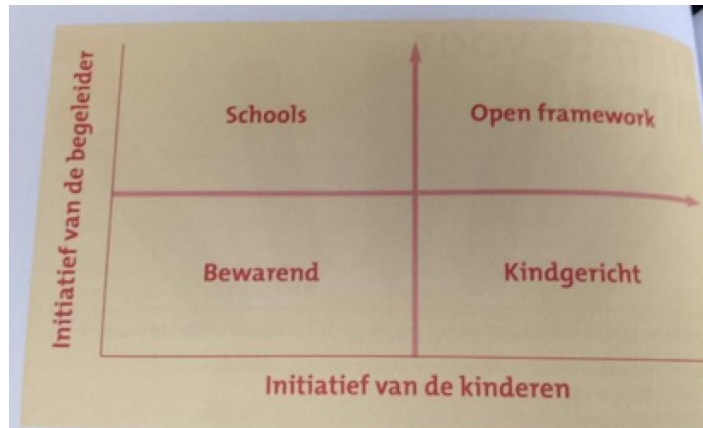 Initiatief van de begeleider
Schools
Open framework
Bewarend
Kindgericht
Initiatief van de kinderen